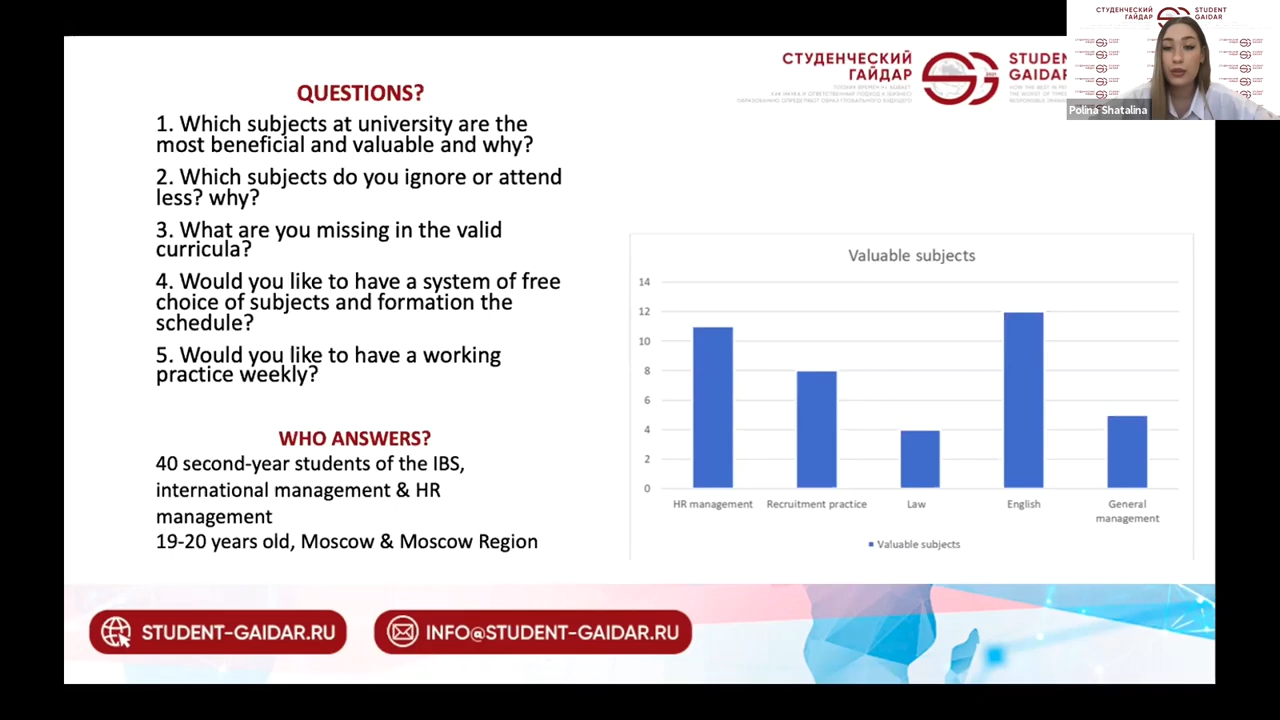 СТУДЕНЧЕСКИЙ
ГАЙДАР
STUDENT
GAIDAR
Polina Shatalina
СТУДЕНЧЕСКИЙ
ГАЙДАР
STUDEN
GAIDAR
QUESTIONS?
1. Which subjects at university are the
most beneficial and valuable and why?
2. Which subjects do you ignore or attend
less? why?
3. What are you missing in the valid
curricula?
4. Would you like to have a system of free
choice of subjects and formation the
schedule?
5. Would you like to have a working
practice weekly?
WHO ANSWERS?
40 second-year students of the IBS,
international management & HR
management
19-20 years old, Moscow & Moscow Region
Valuable subjects
14
12
10
8
6
4
2
0
HR management
Recruitment practice
Law
English
General
management
Valuable subjects
STUDENT-GAIDAR.RU
INFO@STUDENT-GAIDAR.RU